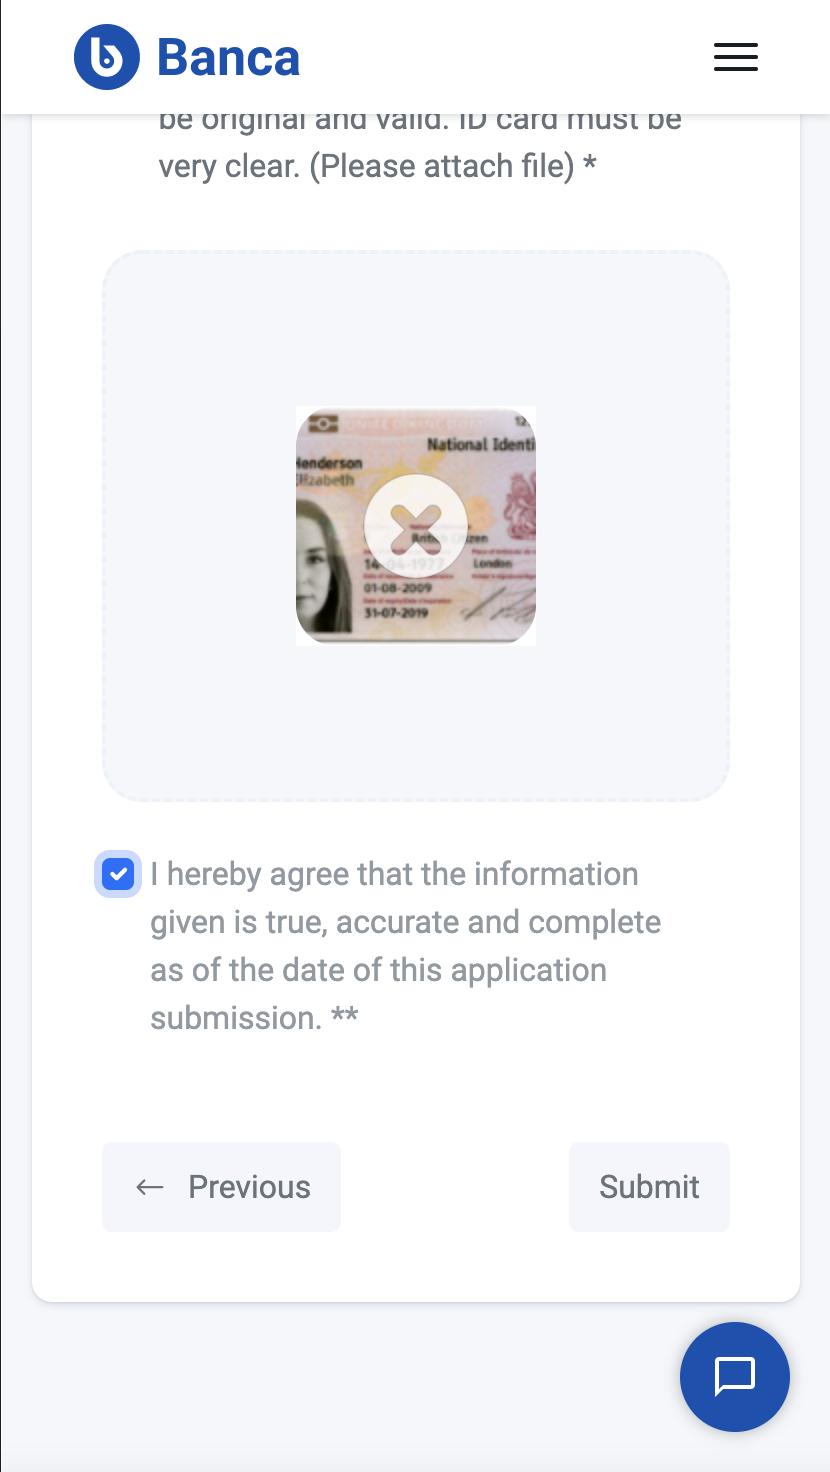 Banca
be original and valid. ID card must be
very clear. (Please attach file) *
12
National Identi
Henderson
Elizabeth
British Citizen
14-04-1977
London
01-08-2009
31-07-2019
I hereby agree that the information
given is true, accurate and complete
as of the date of this application
submission. **
← Previous
Submit